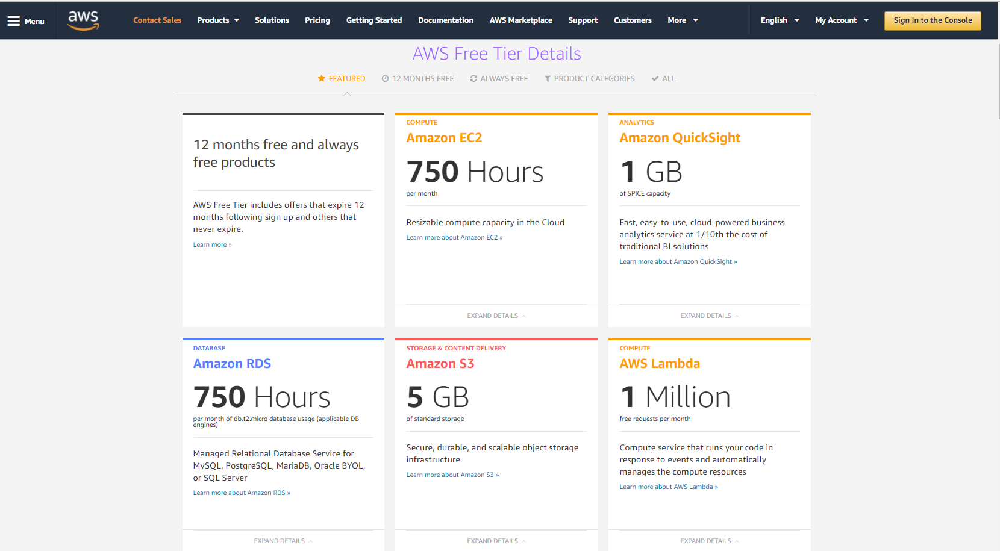 Menu
aws
Contact Sales
Products
Solutions
Pricing
Getting Started
Documentation
AWS Marketplace
Support
Customers
More
English
My Account
Sign In to the Console
AWS Free Tier Details
FEATURED
12 MONTHS FREE
ALWAYS FREE
PRODUCT CATEGORIES
ALL
12 months free and always
free products
AWS Free Tier includes offers that expire 12
months following sign up and others that
never expire.
Learn more »
COMPUTE
Amazon EC2
750 Hours
per month
Resizable compute capacity in the Cloud
Learn more about Amazon EC2 »
EXPAND DETAILS
ANALYTICS
Amazon QuickSight
1 GB
of SPICE capacity
Fast, easy-to-use, cloud-powered business
analytics service at 1/10th the cost of
traditional BI solutions
Learn more about Amazon QuickSight »
EXPAND DETAILS
DATABASE
Amazon RDS
750 Hours
per month of db.t2.micro database usage (applicable DB
engines)
Managed Relational Database Service for
MySQL, PostgreSQL, MariaDB, Oracle BYOL,
or SQL Server
Learn more about Amazon RDS »
EXPAND DETAILS
STORAGE & CONTENT DELIVERY
Amazon S3
5 GB
of standard storage
Secure, durable, and scalable object storage
infrastructure
Learn more about Amazon S3 »
EXPAND DETAILS
COMPUTE
AWS Lambda
1 Million
free requests per month
Compute service that runs your code in
response to events and automatically
manages the compute resources
Learn more about AWS Lambda »
EXPAND DETAILS